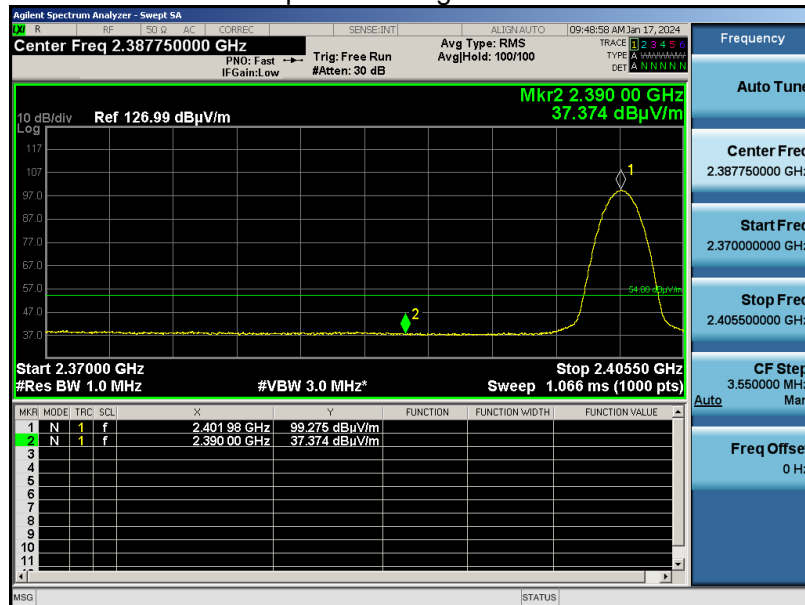 Agilent Spectrum Analyzer - Swept SA
LXI R RF 50 Ω AC CORREC SENSE:INT ALIGN AUTO 09:48:58 AM Jan 17, 2024
Center Freq 2.387750000 GHz
PNO: Fast
IFGain:Low
Trig: Free Run
#Atten: 30 dB
Avg Type: RMS
Avg|Hold: 100/100
TRACE 1 2 3 4 5 6
TYPE A WWWWW
DET A N N N N N
Mkr2 2.390 00 GHz
37.374 dBµV/m
10 dB/div Ref 126.99 dBµV/m
Log
117
107
97.0
87.0
77.0
67.0
57.0
47.0
37.0
1
2
54.00 dBµV/m
Start 2.37000 GHz Stop 2.40550 GHz
#Res BW 1.0 MHz #VBW 3.0 MHz* Sweep 1.066 ms (1000 pts)
MKR MODE TRC SCL X Y FUNCTION FUNCTION WIDTH FUNCTION VALUE
1 N 1 f 2.401 98 GHz 99.275 dBµV/m
2 N 1 f 2.390 00 GHz 37.374 dBµV/m
3
4
5
6
7
8
9
10
11
MSG STATUS
Frequency
Auto Tune
Center Freq
2.387750000 GHz
Start Freq
2.370000000 GHz
Stop Freq
2.405500000 GHz
CF Step
3.550000 MHz
Auto Man
Freq Offset
0 Hz